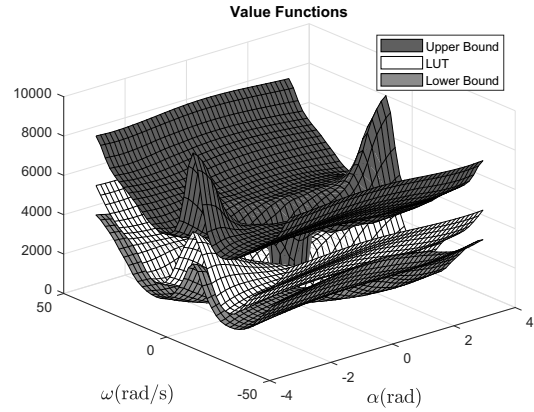 Value Functions
Upper Bound
LUT
Lower Bound
10000
8000
6000
4000
2000
0
50
0
-50
-4
-2
0
2
4
ω(rad/s)
α(rad)